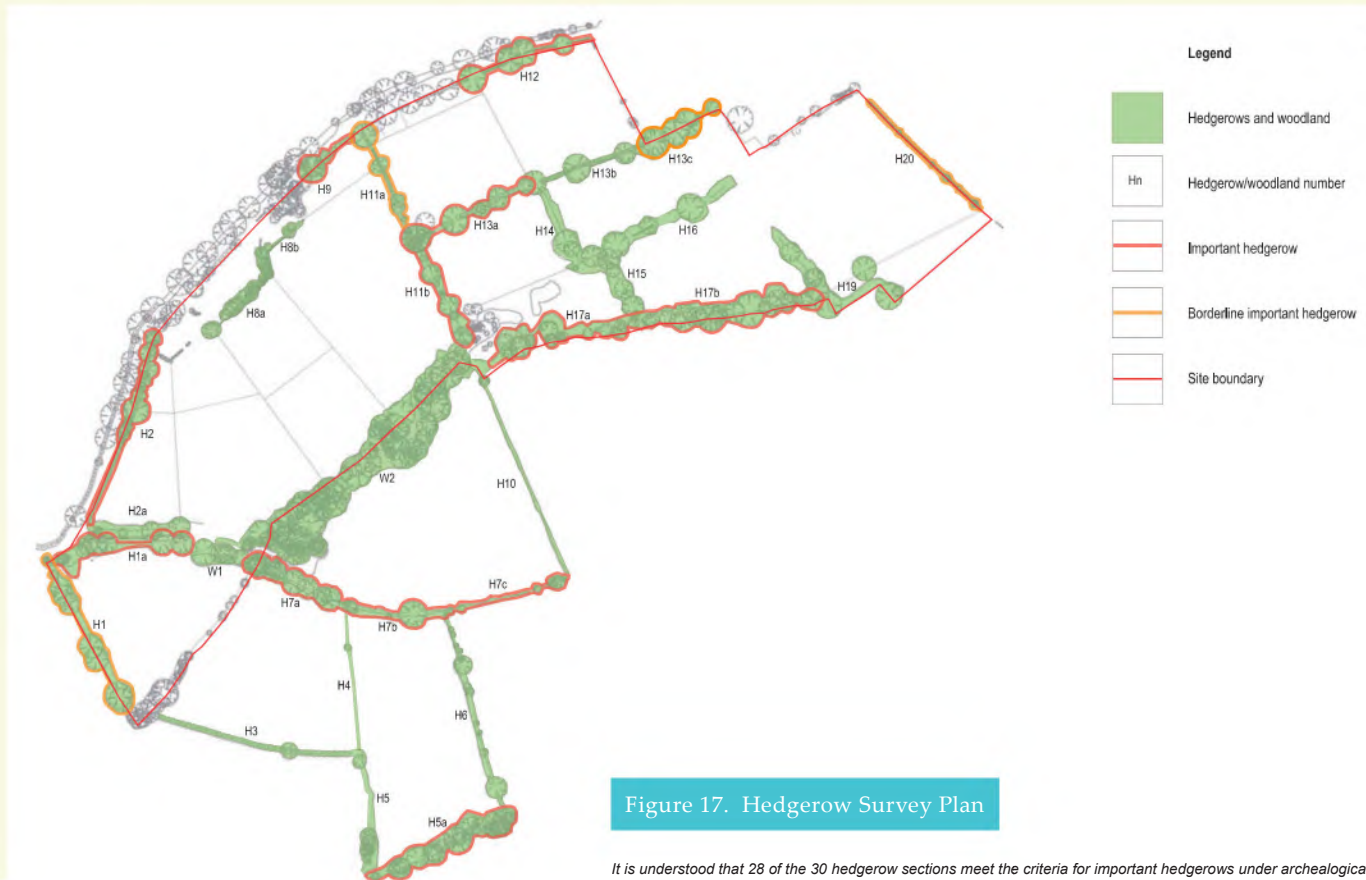 H12
H13c
H9
H11a
H13b
H20
H13a
H8b
H14
H16
H11b
H15
H17b
H19
H8a
H17a
H2
W2
H10
H2a
H1a
W1
H7a
H7c
H7b
H1
H4
H6
H3
H5
H5a
Legend
Hedgerows and woodland
Hn
Hedgerow/woodland number
Important hedgerow
Borderline important hedgerow
Site boundary
Figure 17. Hedgerow Survey Plan
It is understood that 28 of the 30 hedgerow sections meet the criteria for important hedgerows under archealogica